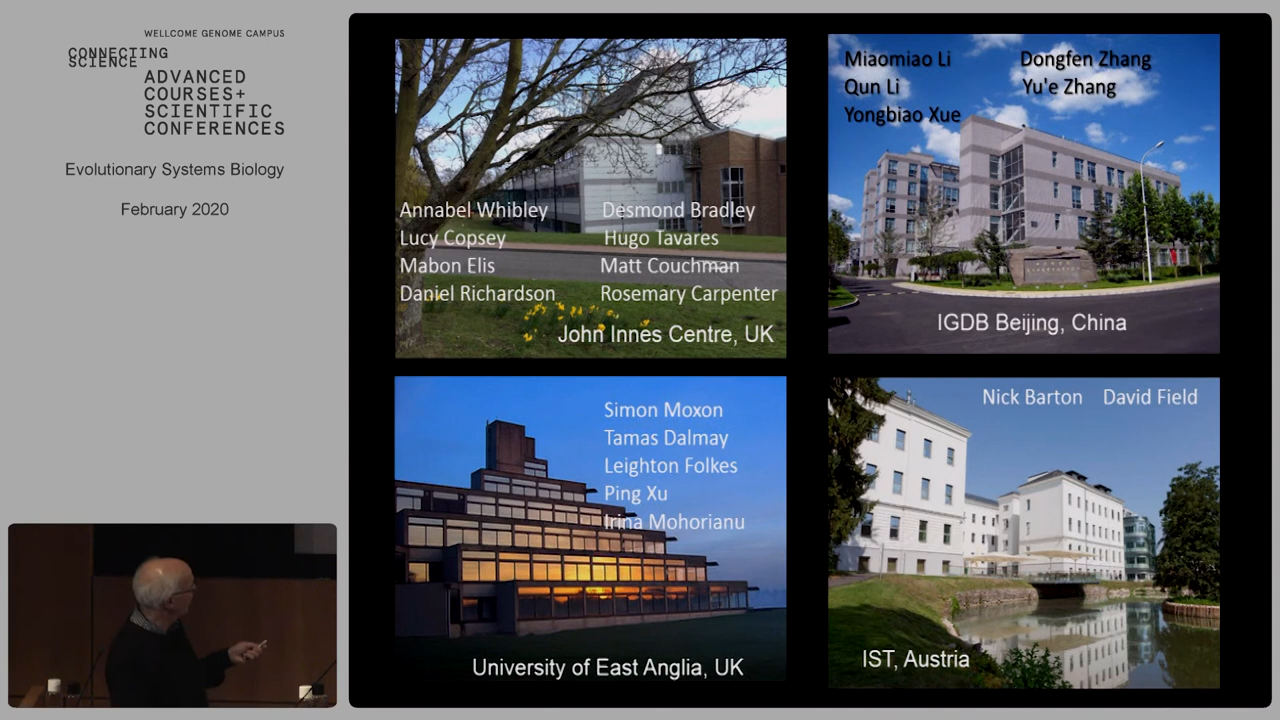 WELLCOME GENOME CAMPUS
CONNECTING
SCIENCE
ADVANCED
COURSES+
SCIENTIFIC
CONFERENCES
Evolutionary Systems Biology
February 2020
Annabel Whibley Desmond Bradley
Lucy Copsey Hugo Tavares
Mabon Elis Matt Couchman
Daniel Richardson Rosemary Carpenter
John Innes Centre, UK
Miaomiao Li Dongfen Zhang
Qun Li Yu'e Zhang
Yongbiao Xue
IGDB Beijing, China
Simon Moxon
Tamas Dalmay
Leighton Folkes
Ping Xu
Irina Mohorianu
University of East Anglia, UK
Nick Barton David Field
IST, Austria